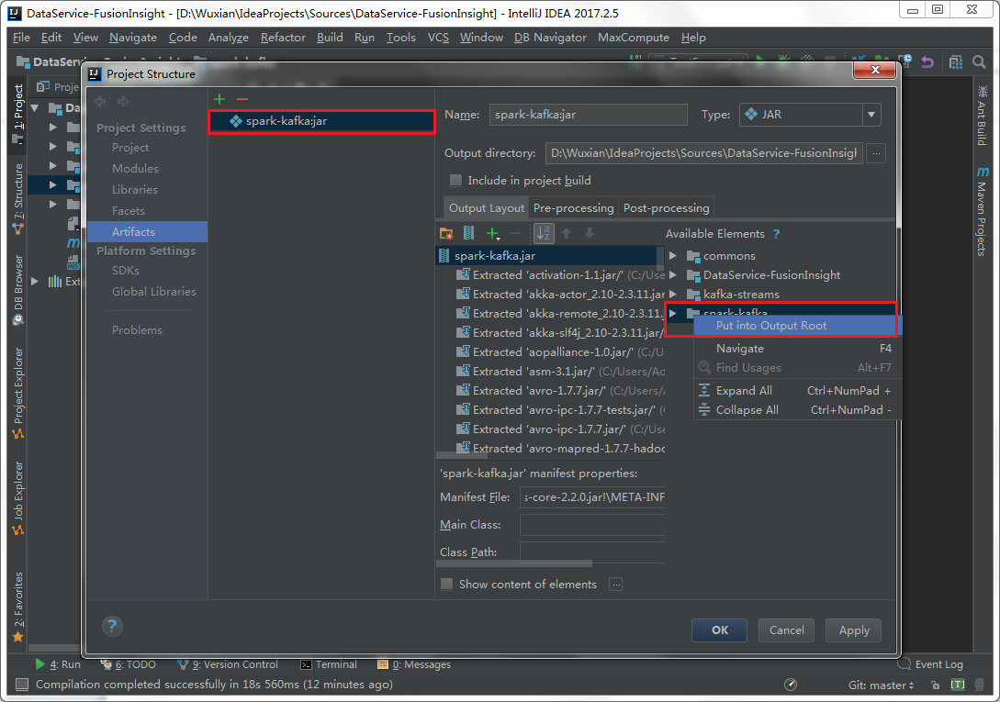 DataService-FusionInsight - [D:\Wuxian\IdeaProjects\Sources\DataService-FusionInsight] - IntelliJ IDEA 2017.2.5
File Edit View Navigate Code Analyze Refactor Build Run Tools VCS Window DB Navigator MaxCompute Help
Project Structure
1: Project
7: Structure
DB Browser
Project Explorer
Job Explorer
2: Favorites
Project Settings
Project
Modules
Libraries
Facets
Artifacts
Platform Settings
SDKs
Global Libraries
Problems
spark-kafka:jar
Name: spark-kafka:jar Type: JAR
Output directory: D:\Wuxian\IdeaProjects\Sources\DataService-FusionInsigh
Include in project build
Output Layout Pre-processing Post-processing
Available Elements ?
spark-kafka.jar
Extracted 'activation-1.1.jar/' (C:/Use
Extracted 'akka-actor_2.10-2.3.11.jar
Extracted 'akka-remote_2.10-2.3.11.j
Extracted 'akka-slf4j_2.10-2.3.11.jar/
Extracted 'aopalliance-1.0.jar/' (C:/U
Extracted 'asm-3.1.jar/' (C:/Users/Ad
Extracted 'avro-1.7.7.jar/' (C:/Users/A
Extracted 'avro-ipc-1.7.7-tests.jar/' (
Extracted 'avro-ipc-1.7.7.jar/' (C:/Use
Extracted 'avro-mapred-1.7.7-hadoo
commons
DataService-FusionInsight
kafka-streams
spark-kafka
Put into Output Root
Navigate F4
Find Usages Alt+F7
Expand All Ctrl+NumPad +
Collapse All Ctrl+NumPad -
'spark-kafka.jar' manifest properties:
Manifest File: s-core-2.2.0.jar!\META-INF
Main Class:
Class Path:
Show content of elements ...
?
OK Cancel Apply
Ant Build
Maven Projects
4: Run 6: TODO 9: Version Control Terminal 0: Messages Event Log
Compilation completed successfully in 18s 560ms (12 minutes ago) Git: master